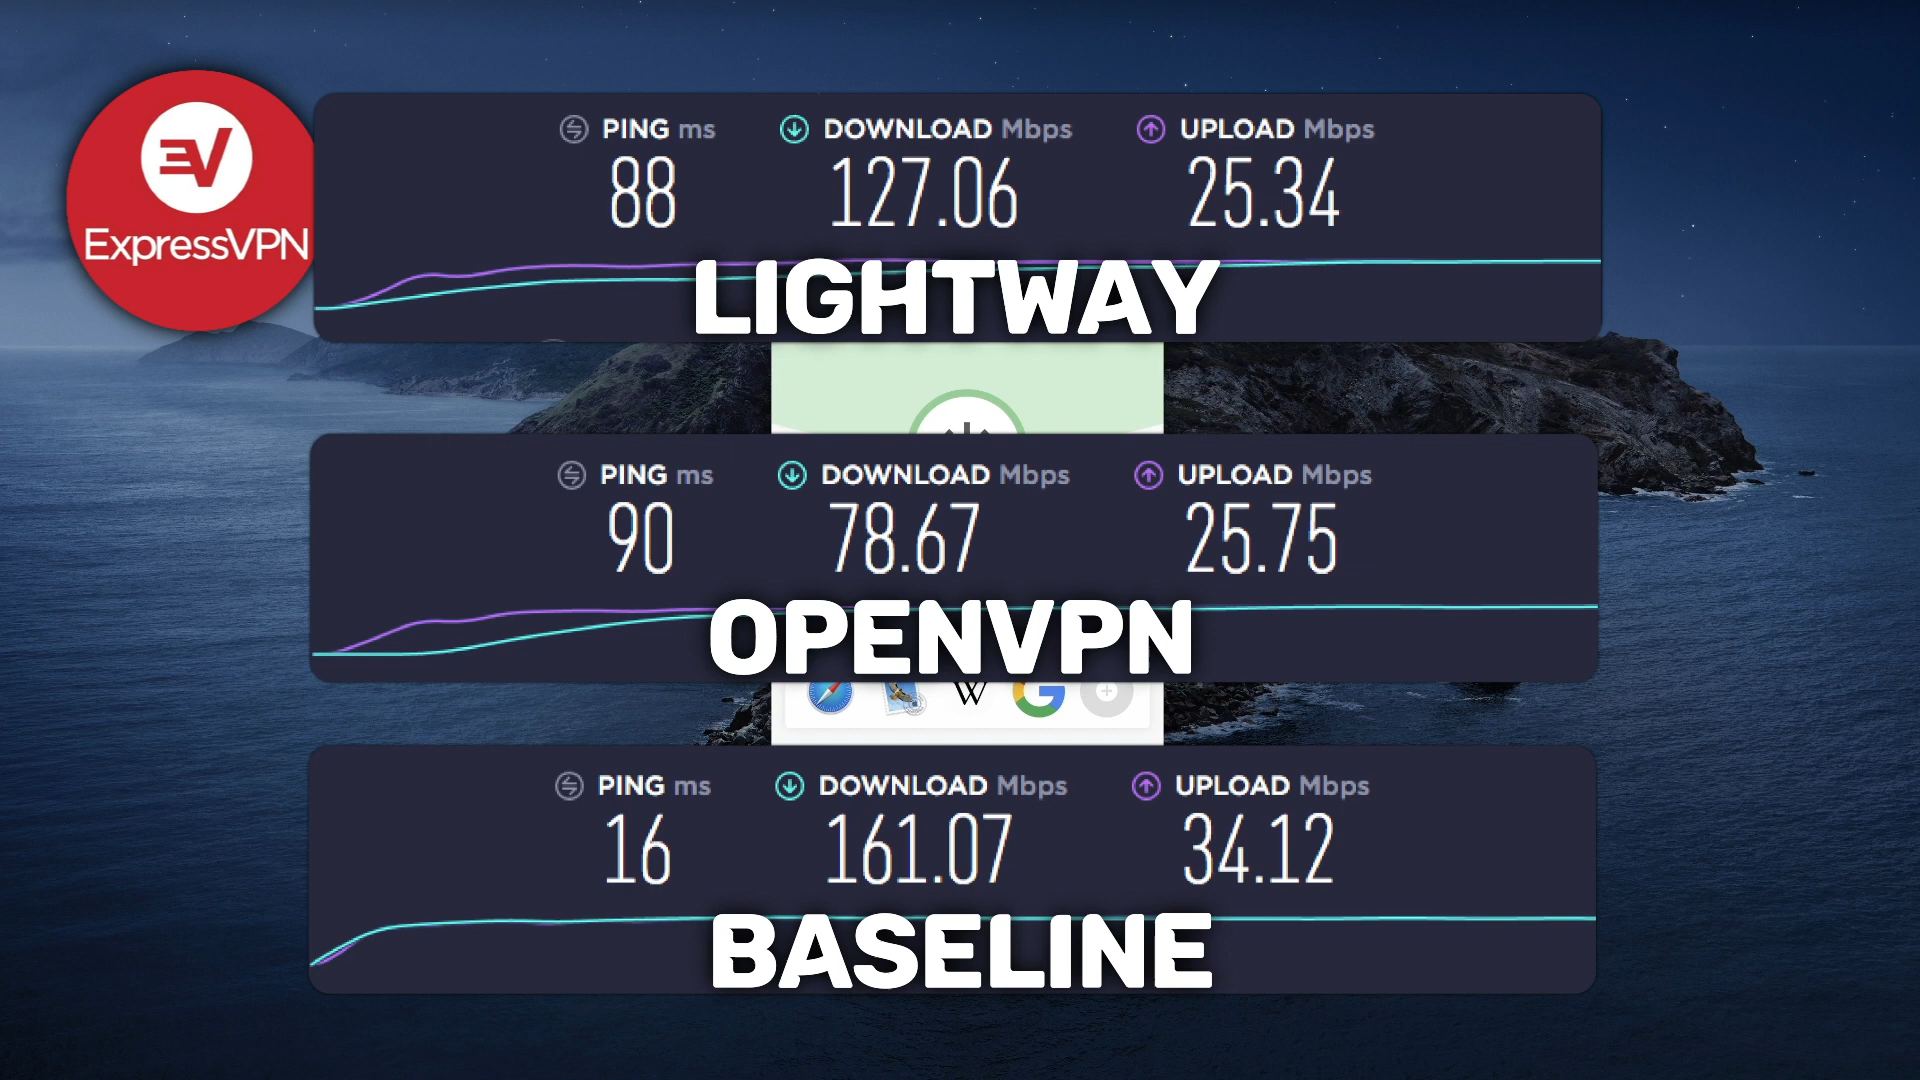 EV
ExpressVPN
PING ms DOWNLOAD Mbps UPLOAD Mbps
88 127.06 25.34
LIGHTWAY
PING ms DOWNLOAD Mbps UPLOAD Mbps
90 78.67 25.75
OPENVPN
W G
PING ms DOWNLOAD Mbps UPLOAD Mbps
16 161.07 34.12
BASELINE